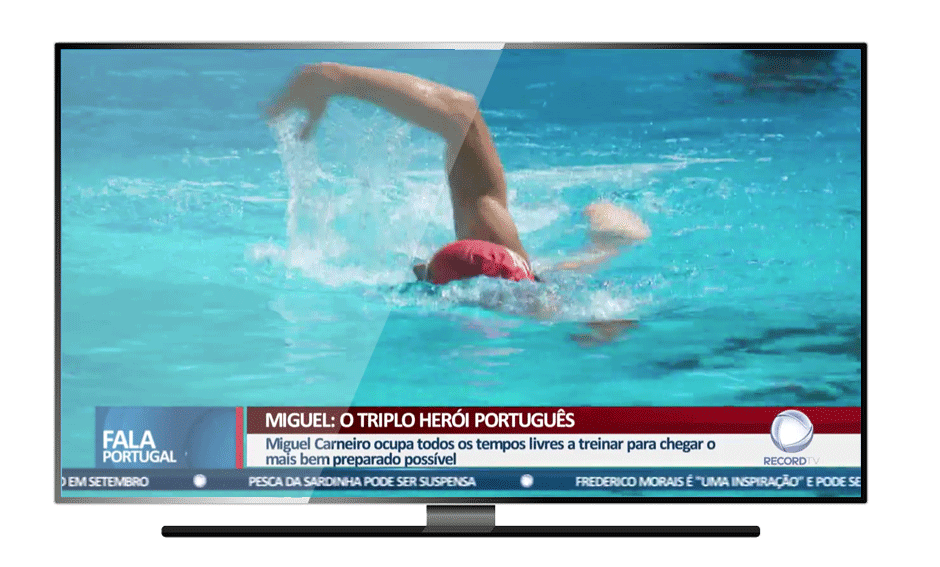 MIGUEL: O TRIPLO HERÓI PORTUGUÊS
FALA
PORTUGAL
Miguel Carneiro ocupa todos os tempos livres a treinar para chegar o
mais bem preparado possível
RECORDTV
O EM SETEMBRO PESCA DA SARDINHA PODE SER SUSPENSA FREDERICO MORAIS É "UMA INSPIRAÇÃO" E PODE SE